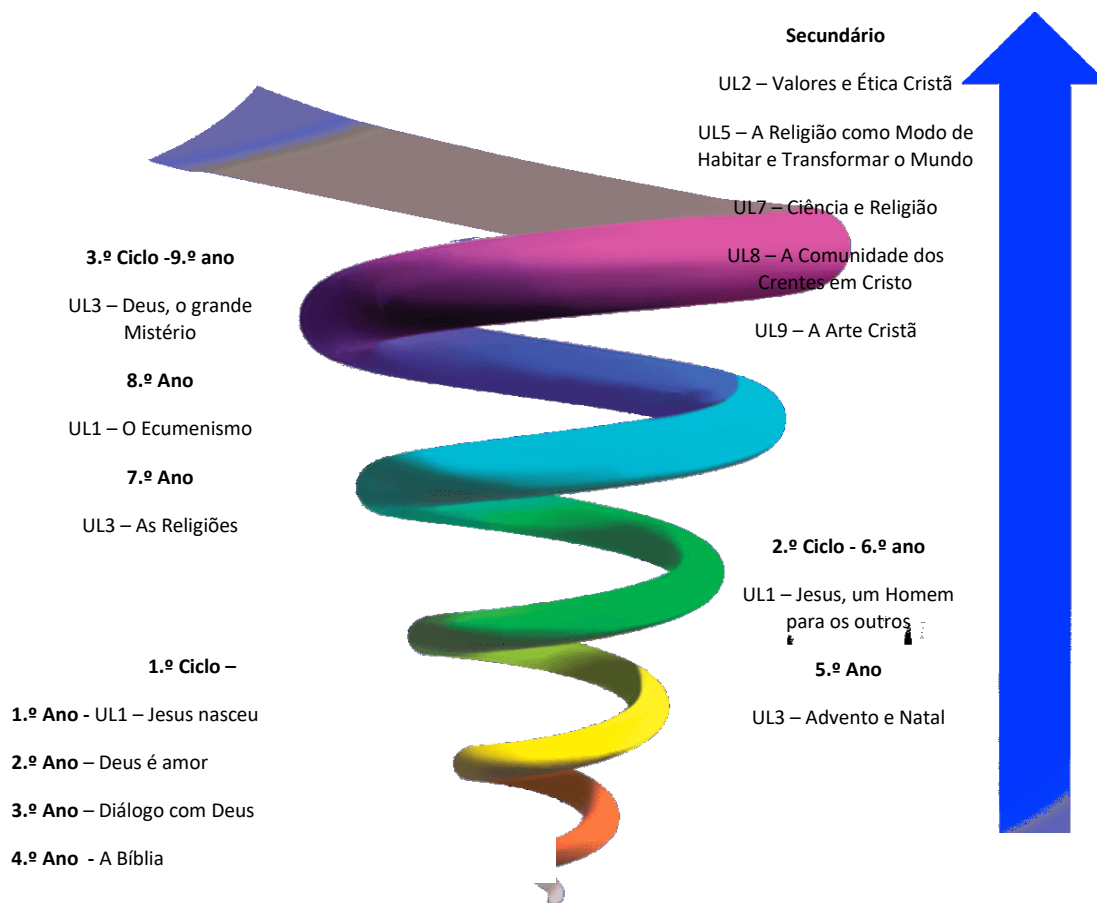 Secundário
UL2 – Valores e Ética Cristã
UL5 – A Religião como Modo de
Habitar e Transformar o Mundo
UL7 – Ciência e Religião
UL8 – A Comunidade dos
Crentes em Cristo
UL9 – A Arte Cristã
3.º Ciclo -9.º ano
UL3 – Deus, o grande
Mistério
8.º Ano
UL1 – O Ecumenismo
7.º Ano
UL3 – As Religiões
2.º Ciclo - 6.º ano
UL1 – Jesus, um Homem
para os outros
5.º Ano
UL3 – Advento e Natal
1.º Ciclo –
1.º Ano - UL1 – Jesus nasceu
2.º Ano – Deus é amor
3.º Ano – Diálogo com Deus
4.º Ano - A Bíblia